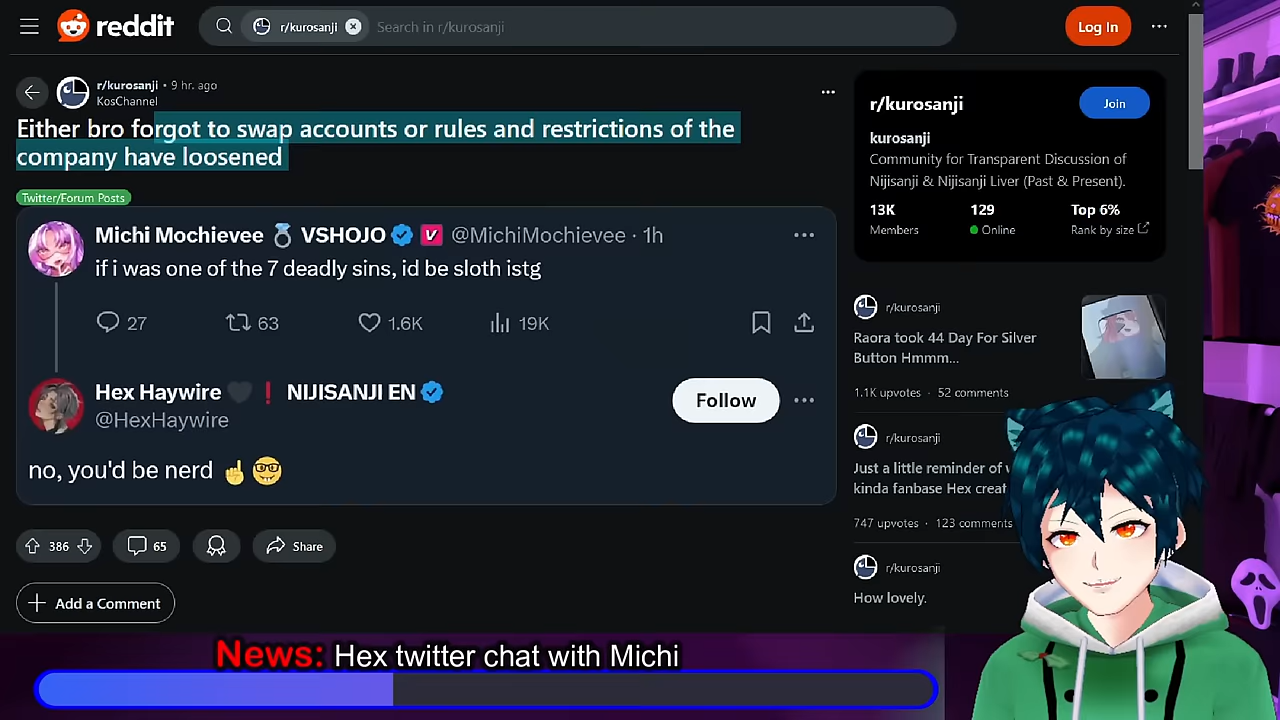 reddit
r/kurosanji
Search in r/kurosanji
Log In
r/kurosanji • 9 hr. ago
KosChannel
Either bro forgot to swap accounts or rules and restrictions of the
company have loosened
Twitter/Forum Posts
Michi Mochievee 💍 VSHOJO @MichiMochievee · 1h
if i was one of the 7 deadly sins, id be sloth istg
27 63 1.6K 19K
Hex Haywire 🖤❗ NIJISANJI EN
@HexHaywire
Follow
no, you'd be nerd ☝️🤓
386 65 Share
Add a Comment
r/kurosanji
Join
kurosanji
Community for Transparent Discussion of
Nijisanji & Nijisanji Liver (Past & Present).
13K 129 Top 6%
Members Online Rank by size
r/kurosanji
Raora took 44 Day For Silver
Button Hmmm...
1.1K upvotes · 52 comments
r/kurosanji
Just a little reminder of
kinda fanbase Hex creat
747 upvotes · 123 comments
r/kurosanji
How lovely.
News: Hex twitter chat with Michi